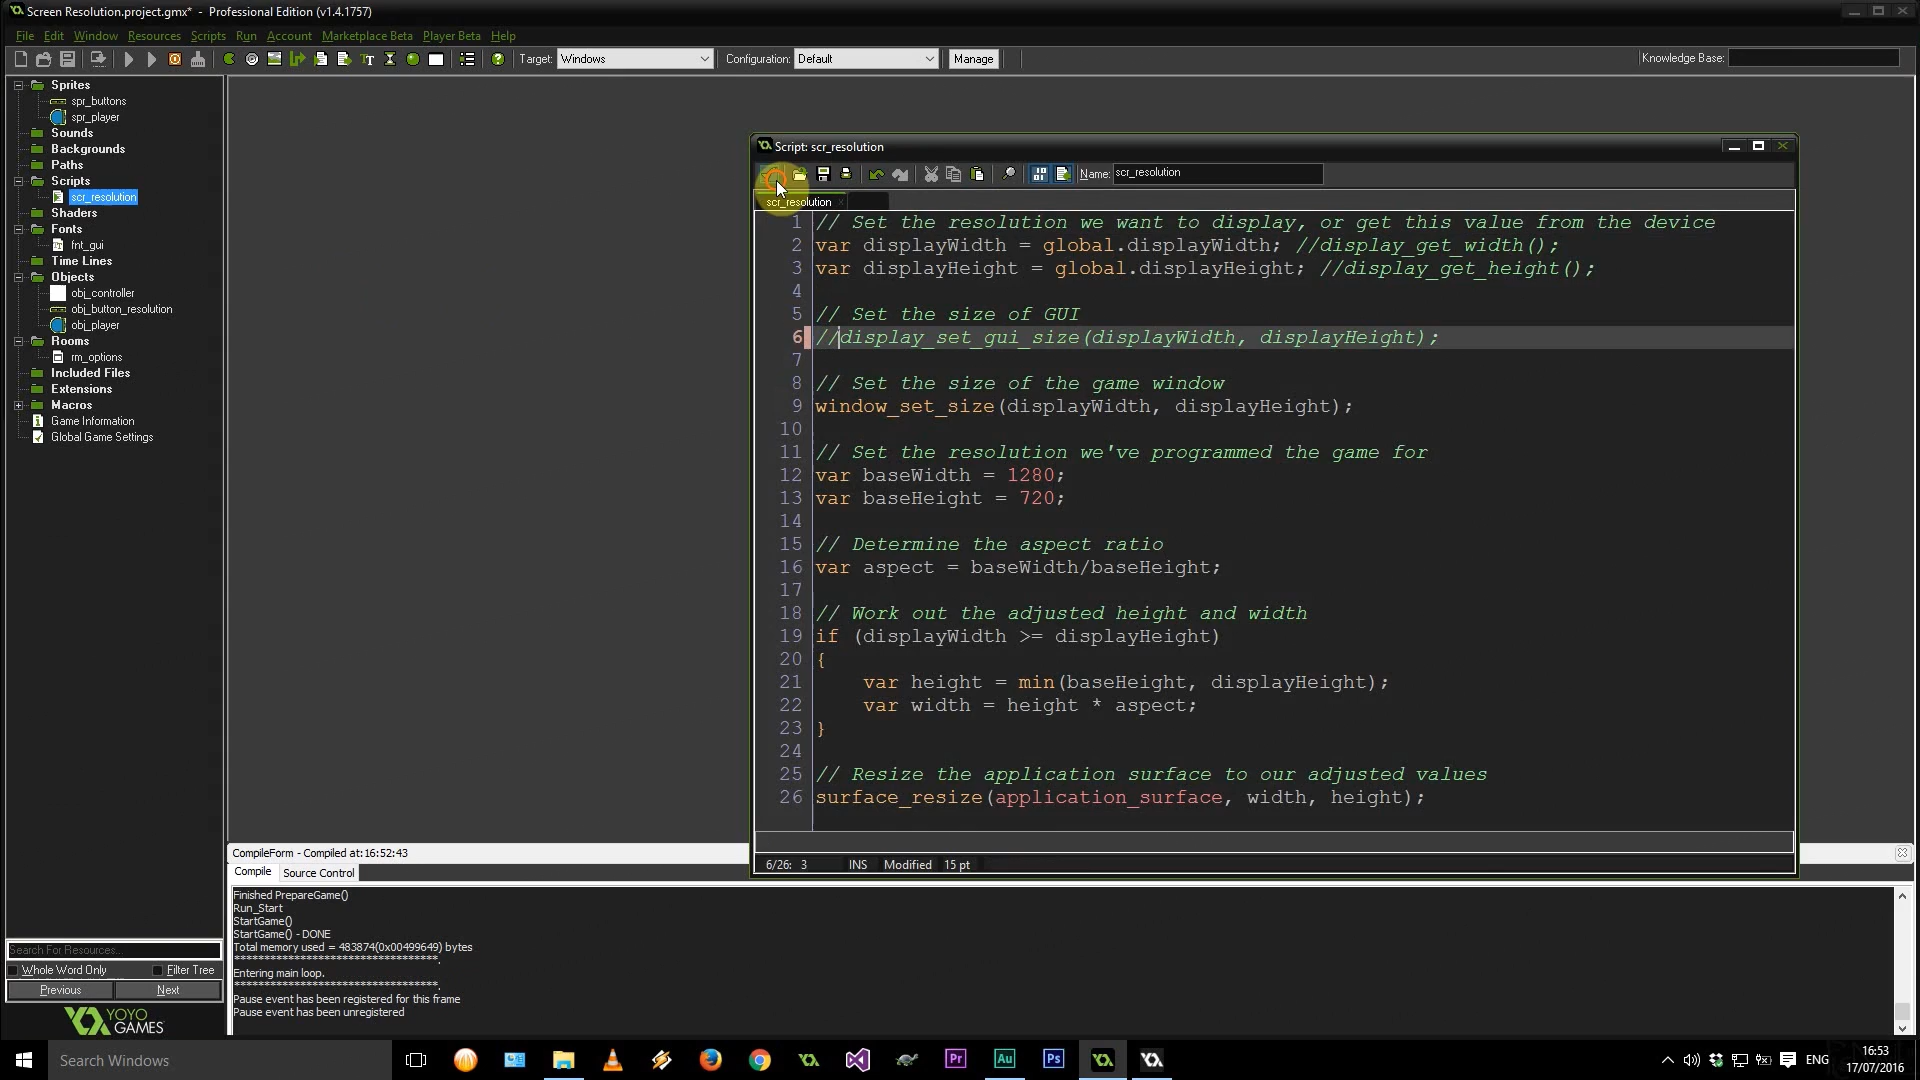 Screen Resolution.project.gmx* - Professional Edition (v1.4.1757)
File Edit Window Resources Scripts Run Account Marketplace Beta Player Beta Help
Target: Windows Configuration: Default Manage Knowledge Base:
Sprites
spr_buttons
spr_player
Sounds
Backgrounds
Paths
Scripts
scr_resolution
Shaders
Fonts
fnt_gui
Time Lines
Objects
obj_controller
obj_button_resolution
obj_player
Rooms
rm_options
Included Files
Extensions
Macros
Game Information
Global Game Settings
Search For Resources...
Whole Word Only Filter Tree
Previous Next
YOYO
GAMES
Script: scr_resolution
Name: scr_resolution
scr_resolution
1 // Set the resolution we want to display, or get this value from the device
2 var displayWidth = global.displayWidth; //display_get_width();
3 var displayHeight = global.displayHeight; //display_get_height();
4
5 // Set the size of GUI
6 //display_set_gui_size(displayWidth, displayHeight);
7
8 // Set the size of the game window
9 window_set_size(displayWidth, displayHeight);
10
11 // Set the resolution we've programmed the game for
12 var baseWidth = 1280;
13 var baseHeight = 720;
14
15 // Determine the aspect ratio
16 var aspect = baseWidth/baseHeight;
17
18 // Work out the adjusted height and width
19 if (displayWidth >= displayHeight)
20 {
21 var height = min(baseHeight, displayHeight);
22 var width = height * aspect;
23 }
24
25 // Resize the application surface to our adjusted values
26 surface_resize(application_surface, width, height);
6/26: 3 INS Modified 15 pt
CompileForm - Compiled at:16:52:43
Compile Source Control
Finished PrepareGame()
Run_Start
StartGame()
StartGame() - DONE
Total memory used = 483874(0x00499649) bytes
**********************************.
Entering main loop.
**********************************.
Pause event has been registered for this frame
Pause event has been unregistered
Search Windows
Pr Au Ps
ENG
16:53
17/07/2016